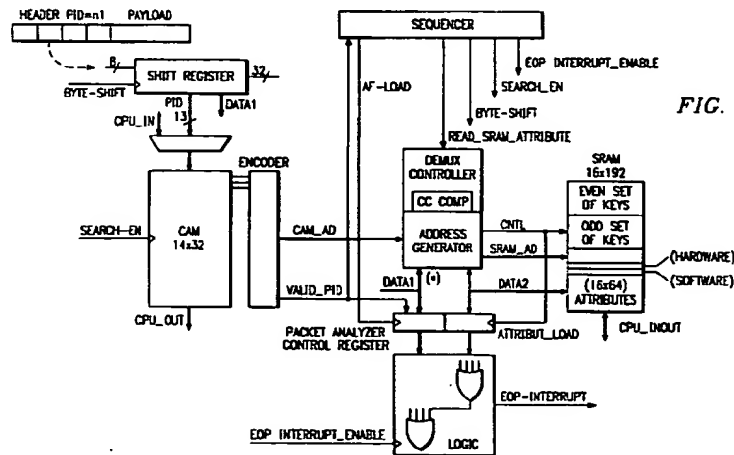 HEADER PID=n1 PAYLOAD
SEQUENCER
8
SHIFT REGISTER
32
BYTE-SHIFT
PID
13
DATA1
CPU_IN
AF-LOAD
EOP INTERRUPT_ENABLE
SEARCH_EN
BYTE-SHIFT
READ_SRAM_ATTRIBUTE
FIG.
ENCODER
DEMUX
CONTROLLER
CC COMP
ADDRESS
GENERATOR
SRAM
16x192
EVEN SET
OF KEYS
ODD SET
OF KEYS
CNTL
SRAM_AD
(HARDWARE)
(SOFTWARE)
(16x64)
ATTRIBUTES
CPU_INOUT
CAM
14x32
SEARCH-EN
CAM_AD
VALID_PID
CPU_OUT
DATA1
(*)
DATA2
PACKET ANALYZER
CONTROL REGISTER
ATTRIBUT_LOAD
EOP-INTERRUPT
EOP INTERRUPT_ENABLE
LOGIC